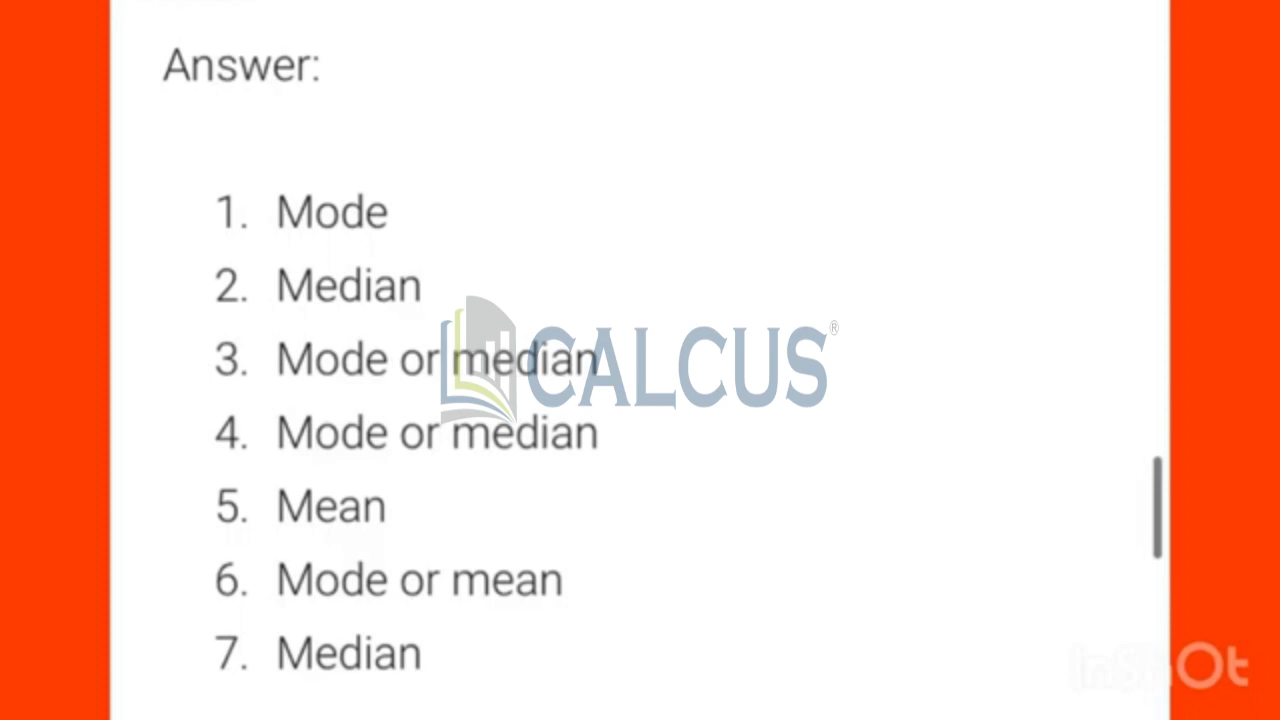 Answer:
1. Mode
2. Median
3. Mode or median
CALCUS®
4. Mode or median
5. Mean
6. Mode or mean
7. Median
InShOt